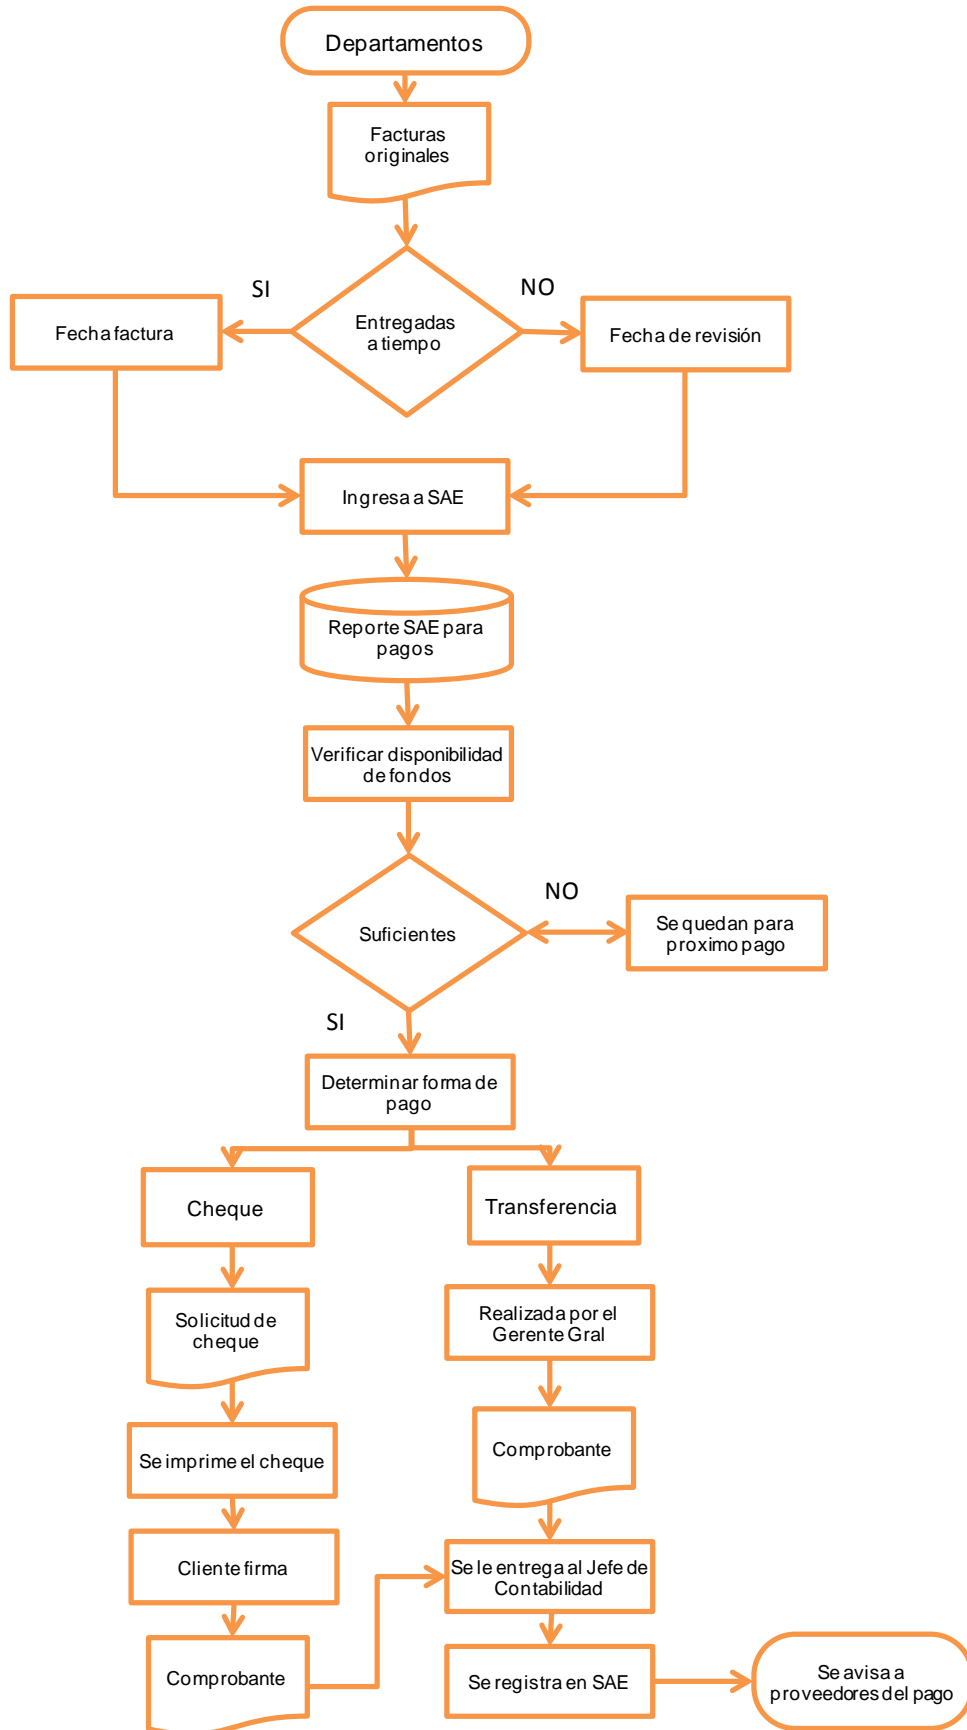 Departamentos
Facturas
originales
SI
NO
Fecha factura
Entregadas
a tiempo
Fecha de revisión
Ingresa a SAE
Reporte SAE para
pagos
Verificar disponibilidad
de fondos
NO
Suficientes
Se quedan para
proximo pago
SI
Determinar forma de
pago
Cheque
Transferencia
Solicitud de
cheque
Realizada por el
Gerente Gral
Se imprime el cheque
Comprobante
Cliente firma
Se le entrega al Jefe de
Contabilidad
Comprobante
Se registra en SAE
Se avisa a
proveedores del pago